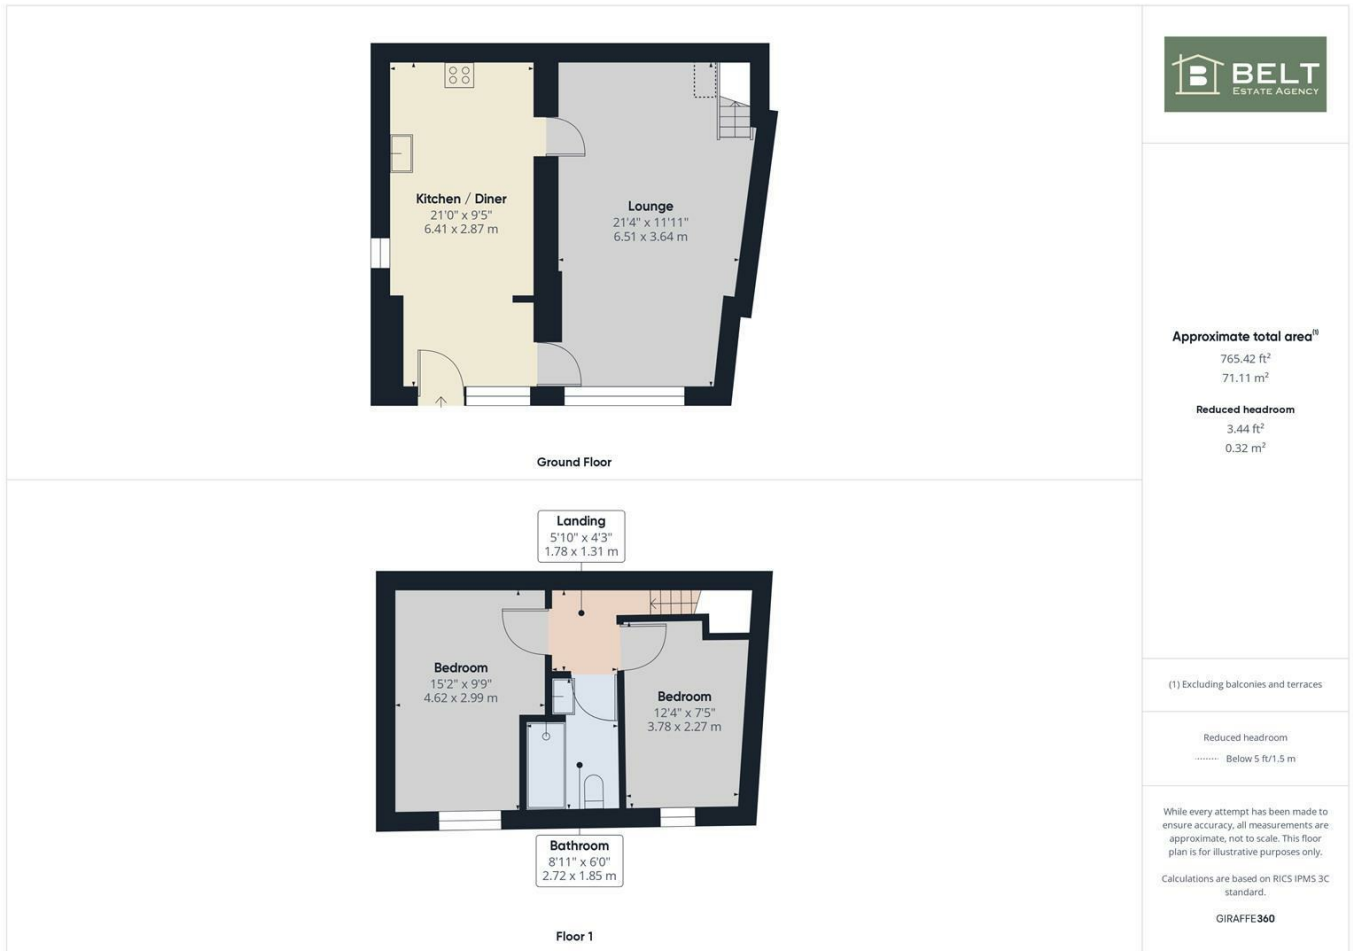 Kitchen / Diner
21'0" x 9'5"
6.41 x 2.87 m
Lounge
21'4" x 11'11"
6.51 x 3.64 m
Ground Floor
Landing
5'10" x 4'3"
1.78 x 1.31 m
Bedroom
15'2" x 9'9"
4.62 x 2.99 m
Bedroom
12'4" x 7'5"
3.78 x 2.27 m
Bathroom
8'11" x 6'0"
2.72 x 1.85 m
Floor 1
B BELT
ESTATE AGENCY
Approximate total area⁽¹⁾
765.42 ft²
71.11 m²
Reduced headroom
3.44 ft²
0.32 m²
(1) Excluding balconies and terraces
Reduced headroom
Below 5 ft/1.5 m
While every attempt has been made to
ensure accuracy, all measurements are
approximate, not to scale. This floor
plan is for illustrative purposes only.
Calculations are based on RICS IPMS 3C
standard.
GIRAFFE360